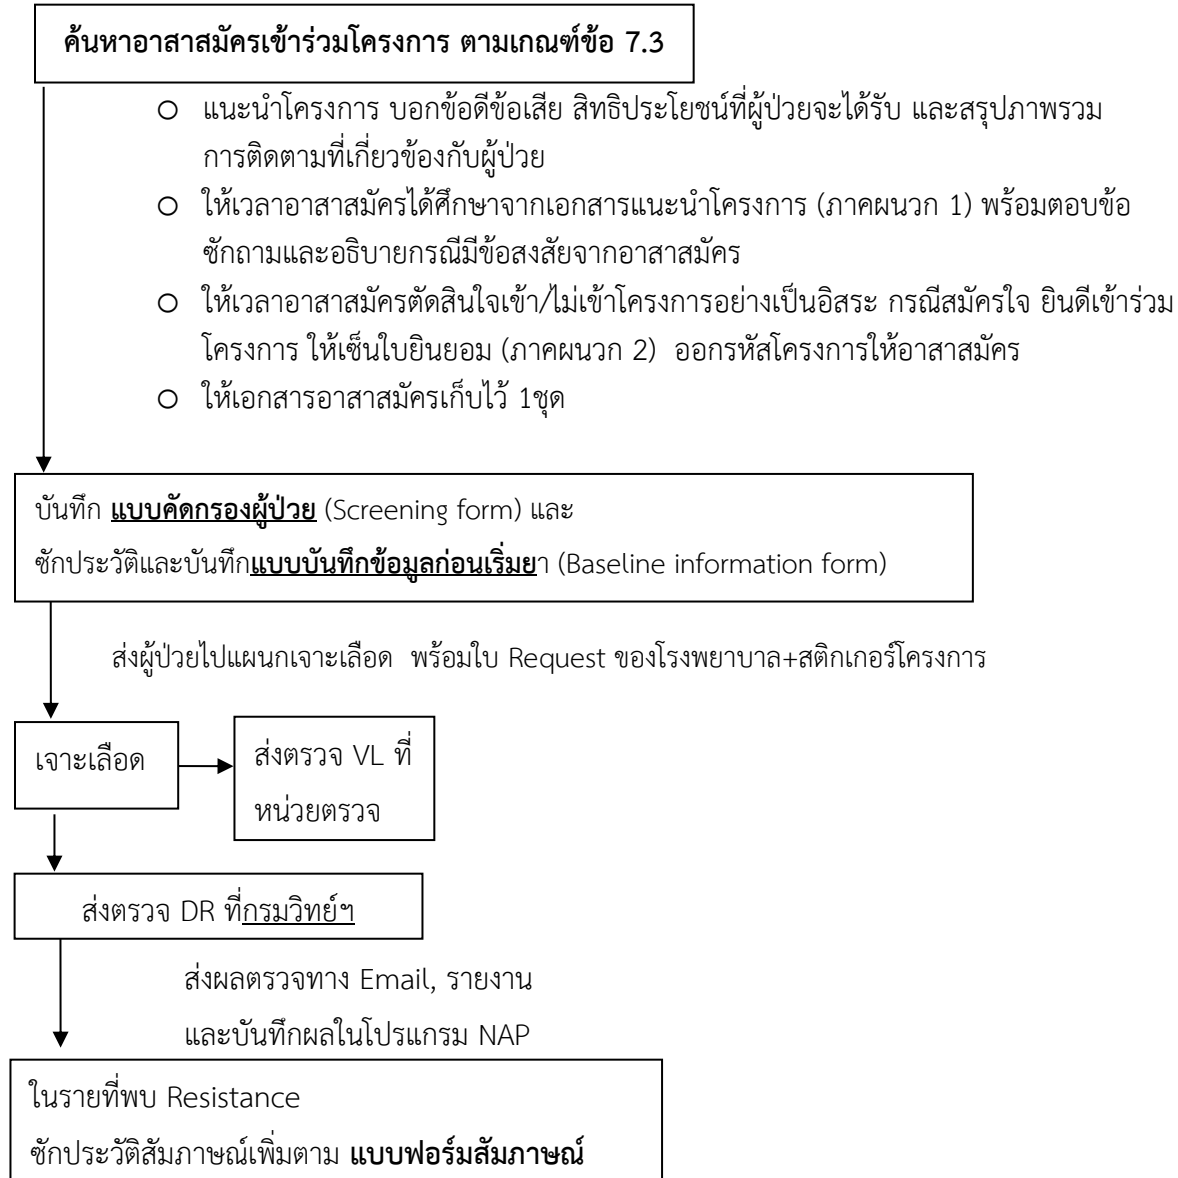 ค้นหาอาสาสมัครเข้าร่วมโครงการ ตามเกณฑ์ข้อ 7.3
o แนะนำโครงการ บอกข้อดีข้อเสีย สิทธิประโยชน์ที่ผู้ป่วยจะได้รับ และสรุปภาพรวม
การติดตามที่เกี่ยวข้องกับผู้ป่วย
o ให้เวลาอาสาสมัครได้ศึกษาจากเอกสารแนะนำโครงการ (ภาคผนวก 1) พร้อมตอบข้อ
ซักถามและอธิบายกรณีมีข้อสงสัยจากอาสาสมัคร
o ให้เวลาอาสาสมัครตัดสินใจเข้า/ไม่เข้าโครงการอย่างเป็นอิสระ กรณีสมัครใจ ยินดีเข้าร่วม
โครงการ ให้เซ็นใบยินยอม (ภาคผนวก 2) ออกรหัสโครงการให้อาสาสมัคร
o ให้เอกสารอาสาสมัครเก็บไว้ 1ชุด
บันทึก แบบคัดกรองผู้ป่วย (Screening form) และ
ซักประวัติและบันทึกแบบบันทึกข้อมูลก่อนเริ่มยา (Baseline information form)
ส่งผู้ป่วยไปแผนกเจาะเลือด พร้อมใบ Request ของโรงพยาบาล+สติกเกอร์โครงการ
เจาะเลือด
ส่งตรวจ VL ที่
หน่วยตรวจ
ส่งตรวจ DR ที่กรมวิทย์ฯ
ส่งผลตรวจทาง Email, รายงาน
และบันทึกผลในโปรแกรม NAP
ในรายที่พบ Resistance
ซักประวัติสัมภาษณ์เพิ่มตาม แบบฟอร์มสัมภาษณ์